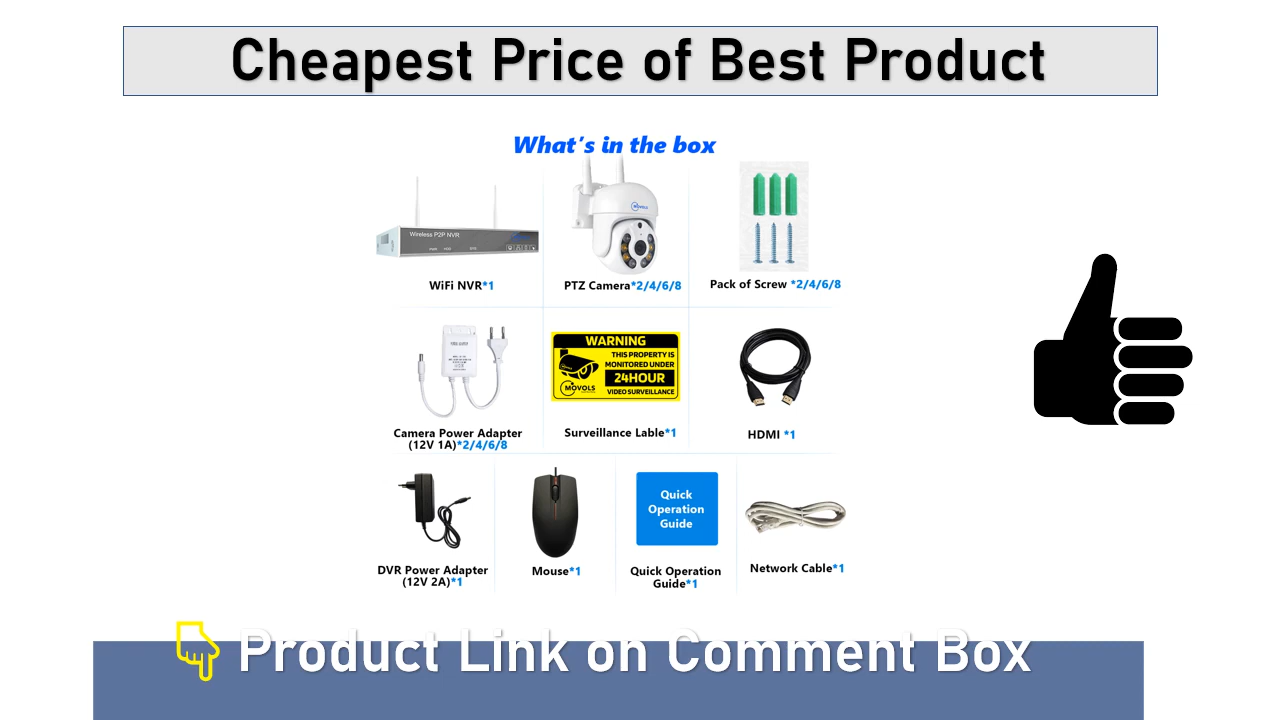 Cheapest Price of Best Product
What's in the box
Wireless P2P NVR
MOVOLS
WiFi NVR*1
PTZ Camera*2/4/6/8
Pack of Screw *2/4/6/8
WARNING
THIS PROPERTY IS
MONITORED UNDER
24HOUR
VIDEO SURVEILLANCE
MOVOLS
Camera Power Adapter
(12V 1A)*2/4/6/8
Surveillance Lable*1
HDMI *1
Quick
Operation
Guide
DVR Power Adapter
(12V 2A)*1
Mouse*1
Quick Operation
Guide*1
Network Cable*1
Product Link on Comment Box